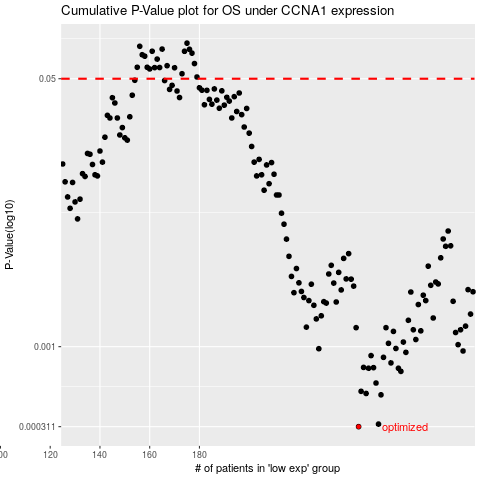 Cumulative P-Value plot for OS under CCNA1 expression
0.05
P-Value(log10)
0.001
0.000311
optimized
00 120 140 160 180
# of patients in 'low exp' group